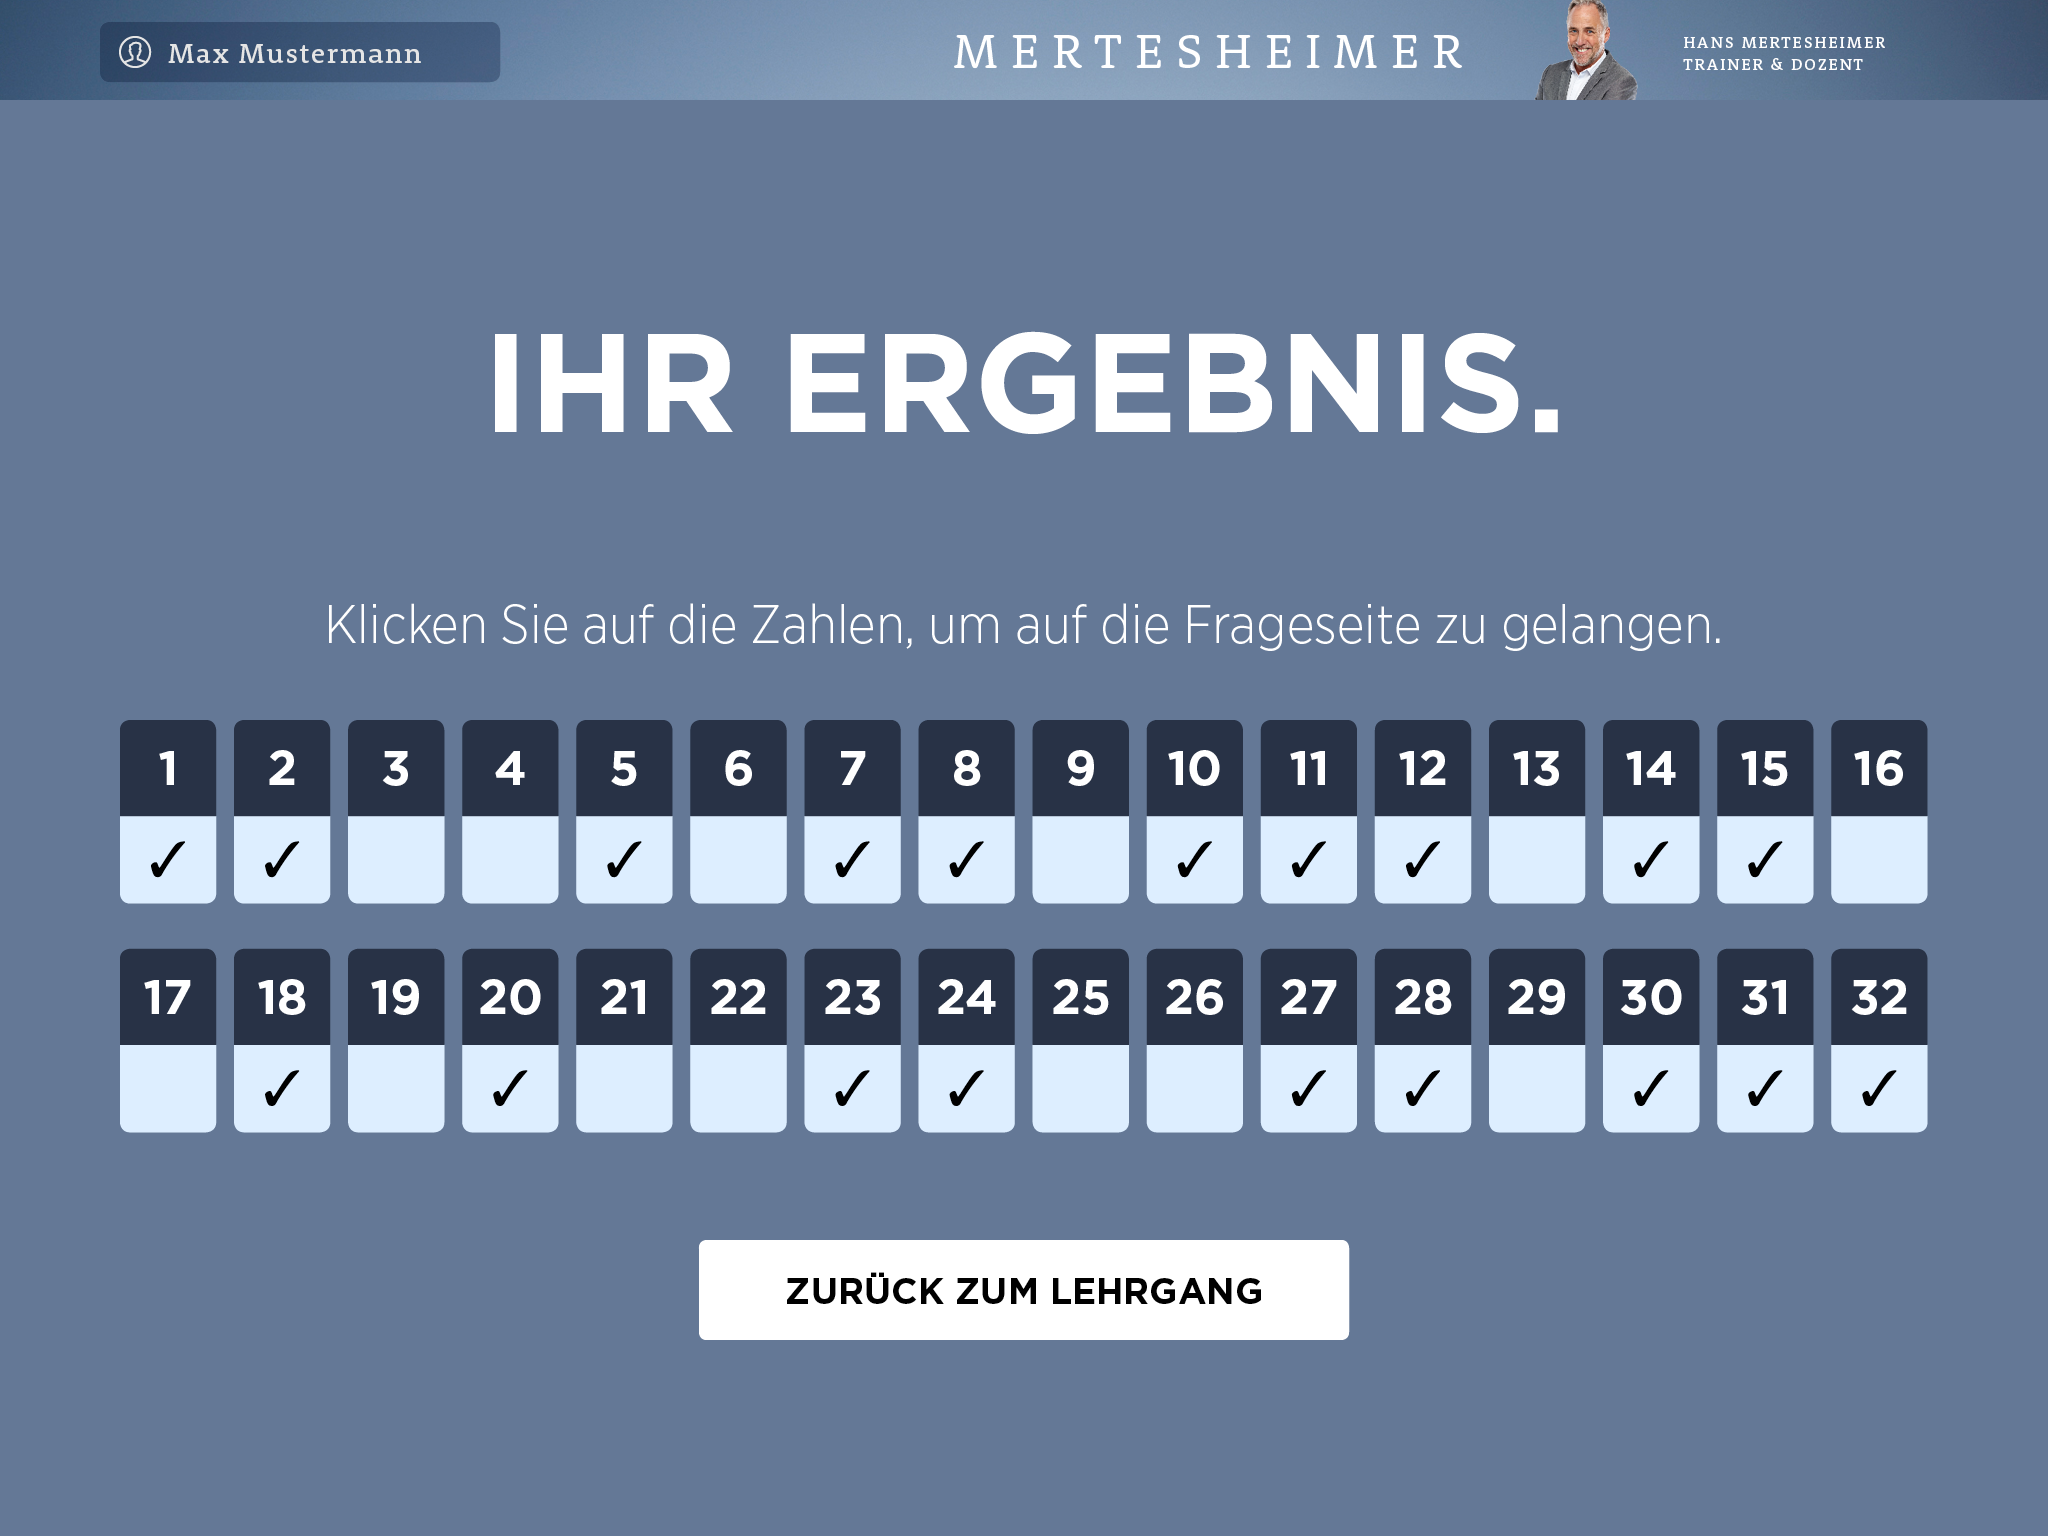 Max Mustermann
MERTESHEIMER
HANS MERTESHEIMER
TRAINER & DOZENT
IHR ERGEBNIS.
Klicken Sie auf die Zahlen, um auf die Frageseite zu gelangen.
1 2 3 4 5 6 7 8 9 10 11 12 13 14 15 16
✓ ✓ ✓ ✓ ✓ ✓ ✓ ✓ ✓ ✓
17 18 19 20 21 22 23 24 25 26 27 28 29 30 31 32
✓ ✓ ✓ ✓ ✓ ✓ ✓ ✓ ✓
ZURÜCK ZUM LEHRGANG